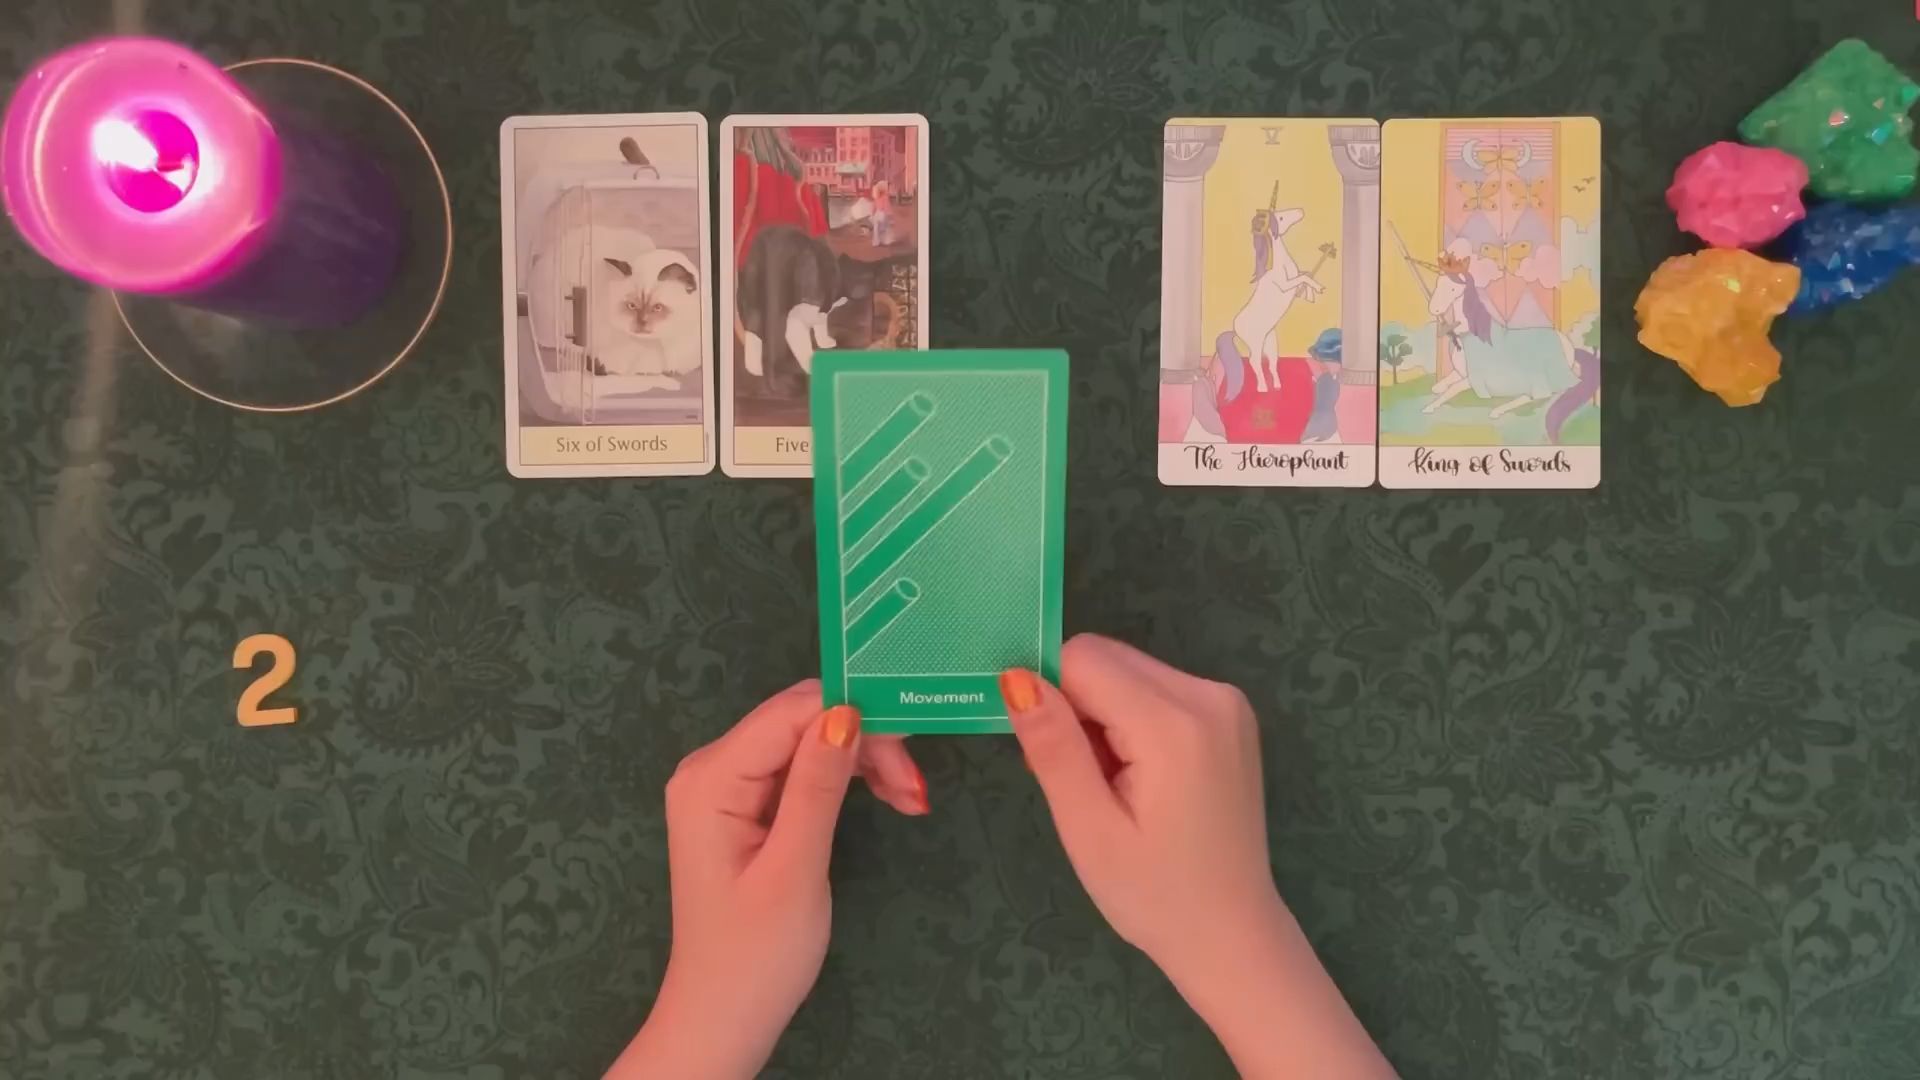 V
Six of Swords
Five
The Hierophant
King of Swords
Movement
2